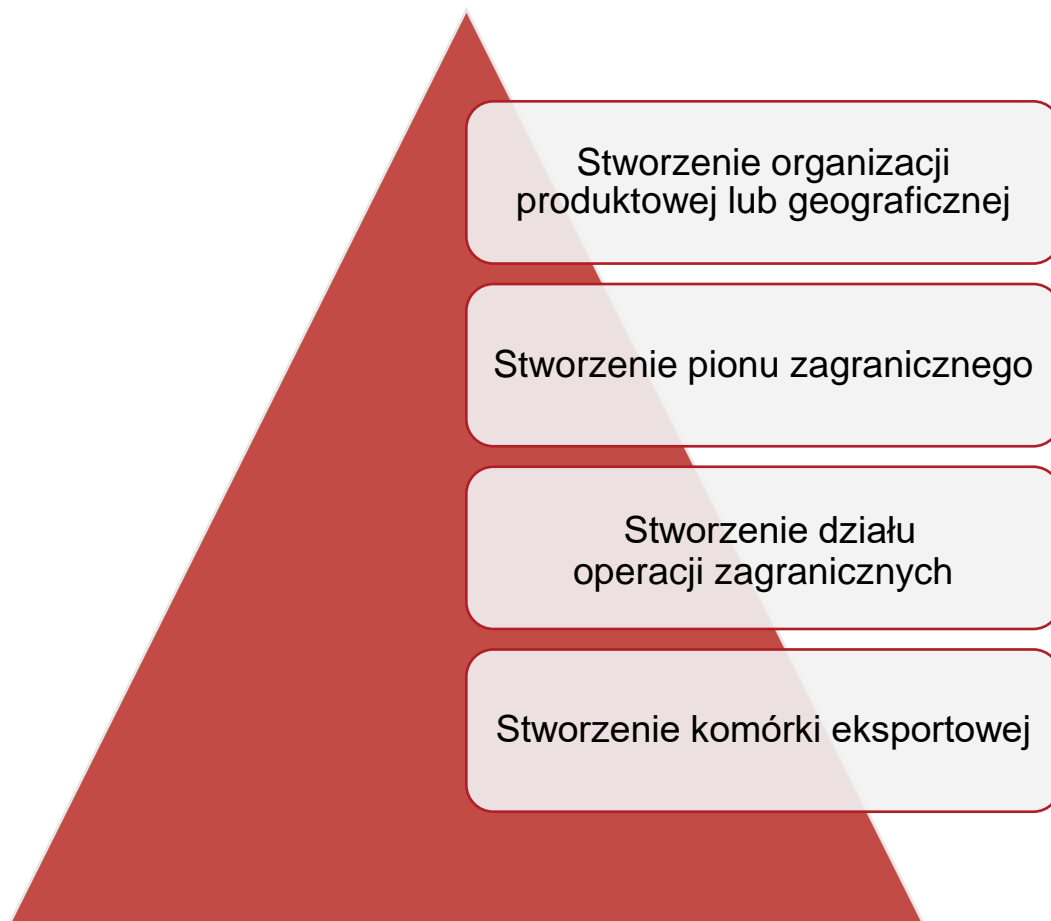 Stworzenie organizacji
produktowej lub geograficznej
Stworzenie pionu zagranicznego
Stworzenie działu
operacji zagranicznych
Stworzenie komórki eksportowej